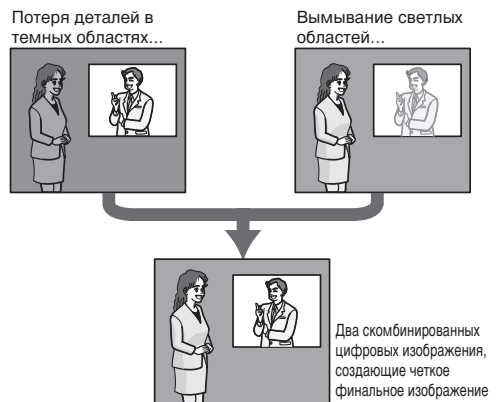 Потеря деталей в
темных областях...
Вымывание светлых
областей...
Два скомбинированных
цифровых изображения,
создающие четкое
финальное изображение